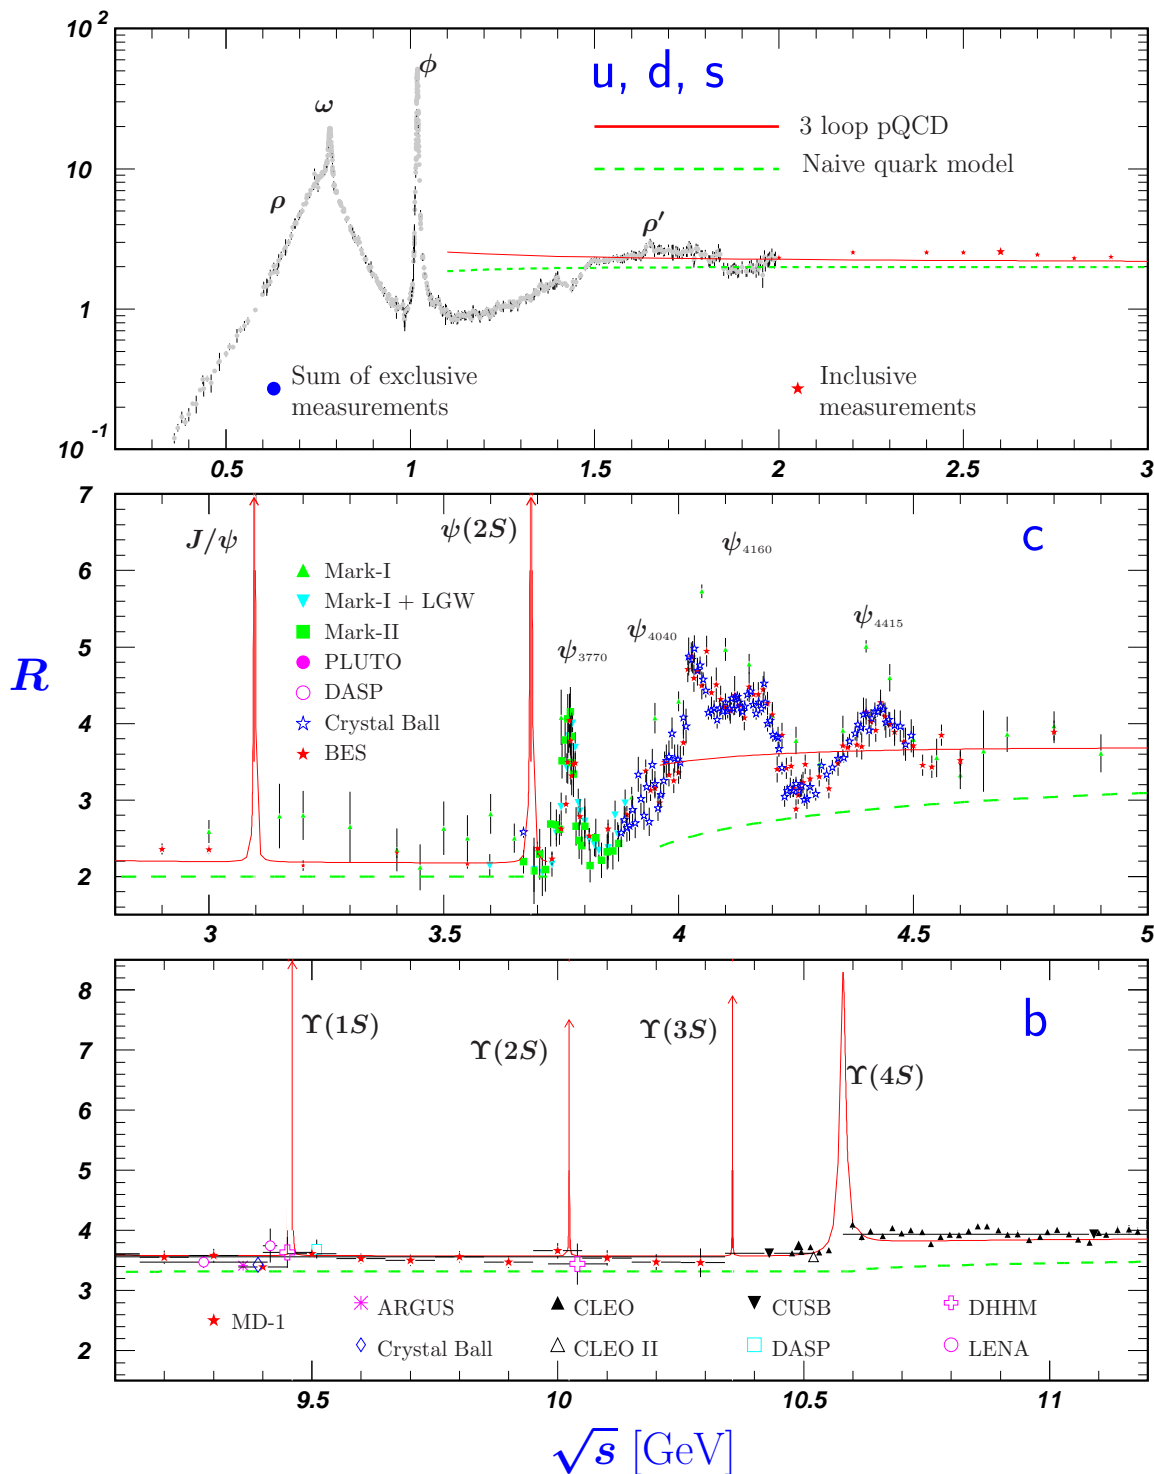 10 2
ϕ
u, d, s
ω
3 loop pQCD
10
Naive quark model
ρ
ρ′
1
Sum of exclusive
measurements
Inclusive
measurements
10 -1
0.5 1 1.5 2 2.5 3
7
J/ψ
ψ(2S)
c
ψ4160
6
Mark-I
Mark-I + LGW
Mark-II
PLUTO
DASP
Crystal Ball
BES
ψ3770
ψ4040
ψ4415
5
R
4
3
2
3 3.5 4 4.5 5
8
Υ(1S)
Υ(2S)
Υ(3S)
Υ(4S)
b
7
6
5
4
3
2
MD-1
ARGUS
CLEO
CUSB
DHHM
Crystal Ball
CLEO II
DASP
LENA
9.5 10 10.5 11
√s [GeV]